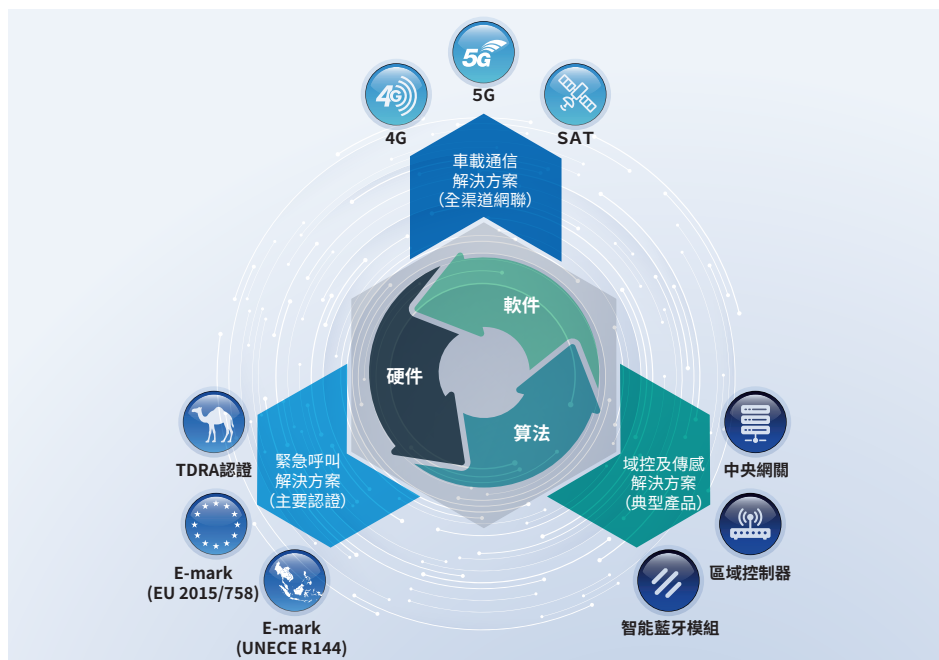 5G
5G
4G
4G
SAT
車載通信
解決方案
(全渠道網聯)
軟件
硬件
算法
TDRA認證
緊急呼叫
解決方案
(主要認證)
E-mark
(EU 2015/758)
E-mark
(UNECE R144)
域控及傳感
解決方案
(典型產品)
中央網關
區域控制器
智能藍牙模組